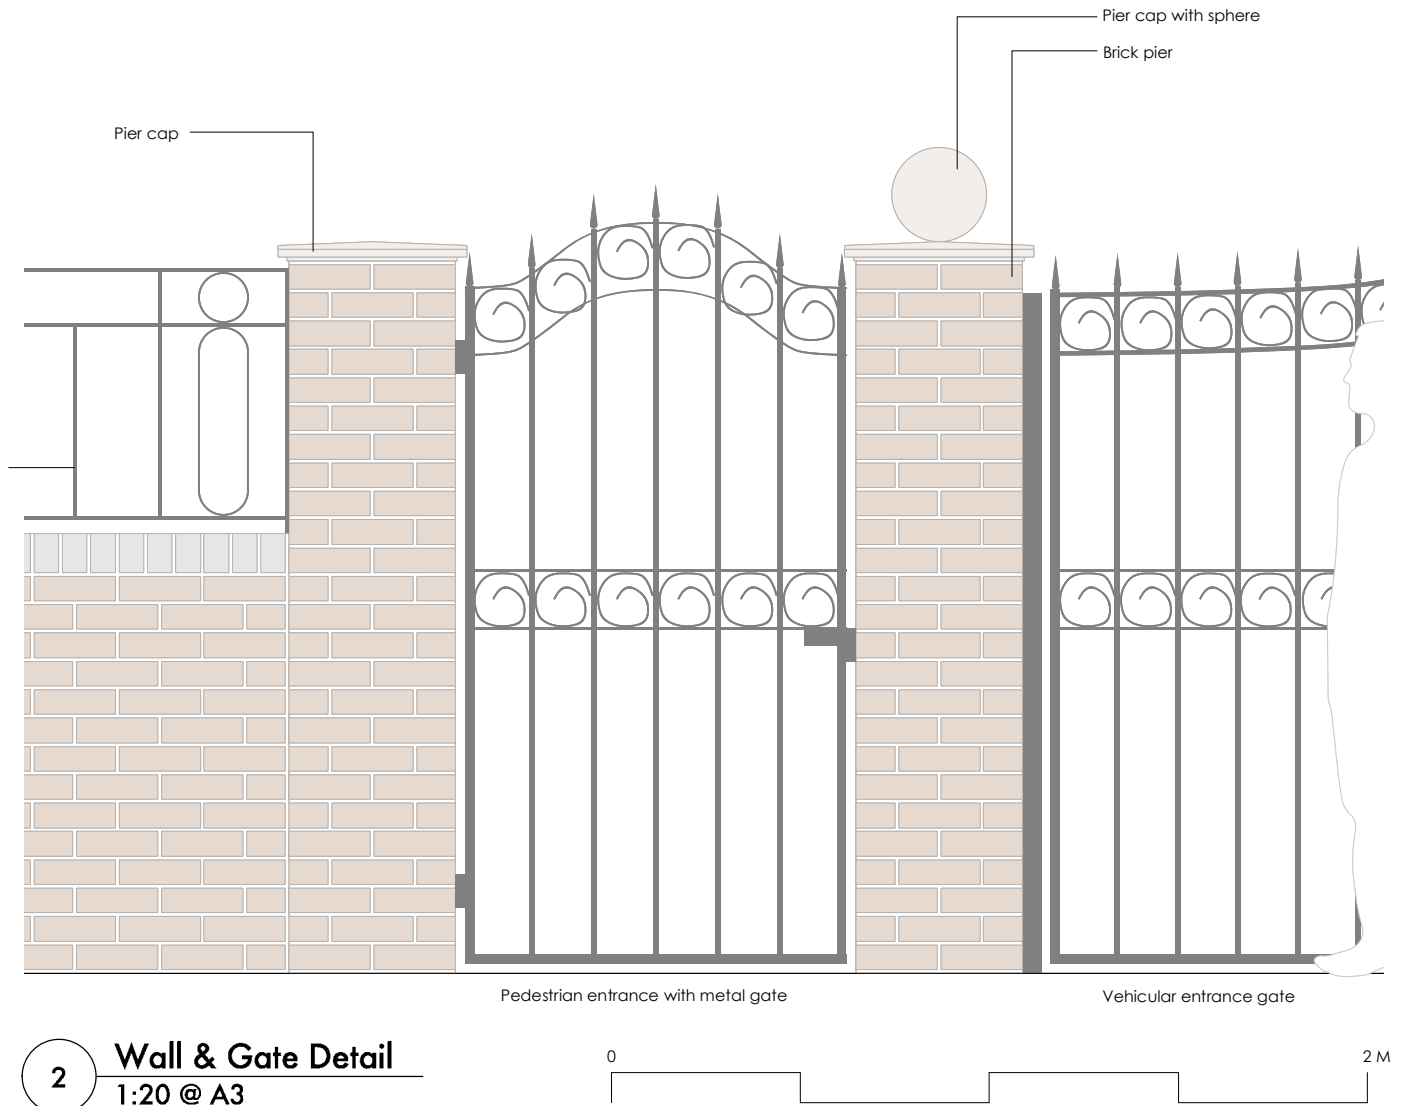 Pier cap with sphere
Brick pier
Pier cap
Pedestrian entrance with metal gate
Vehicular entrance gate
2
Wall & Gate Detail
1:20 @ A3
0
2 M